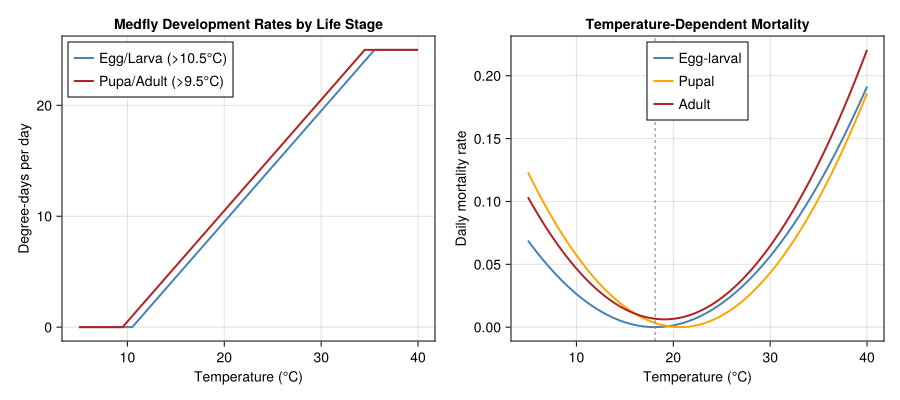 Medfly Development Rates by Life Stage
Egg/Larva (>10.5°C)
Pupa/Adult (>9.5°C)
Degree-days per day
20
10
0
10
20
30
40
Temperature (°C)
Temperature-Dependent Mortality
Egg-larval
Pupal
Adult
Daily mortality rate
0.20
0.15
0.10
0.05
0.00
10
20
30
40
Temperature (°C)